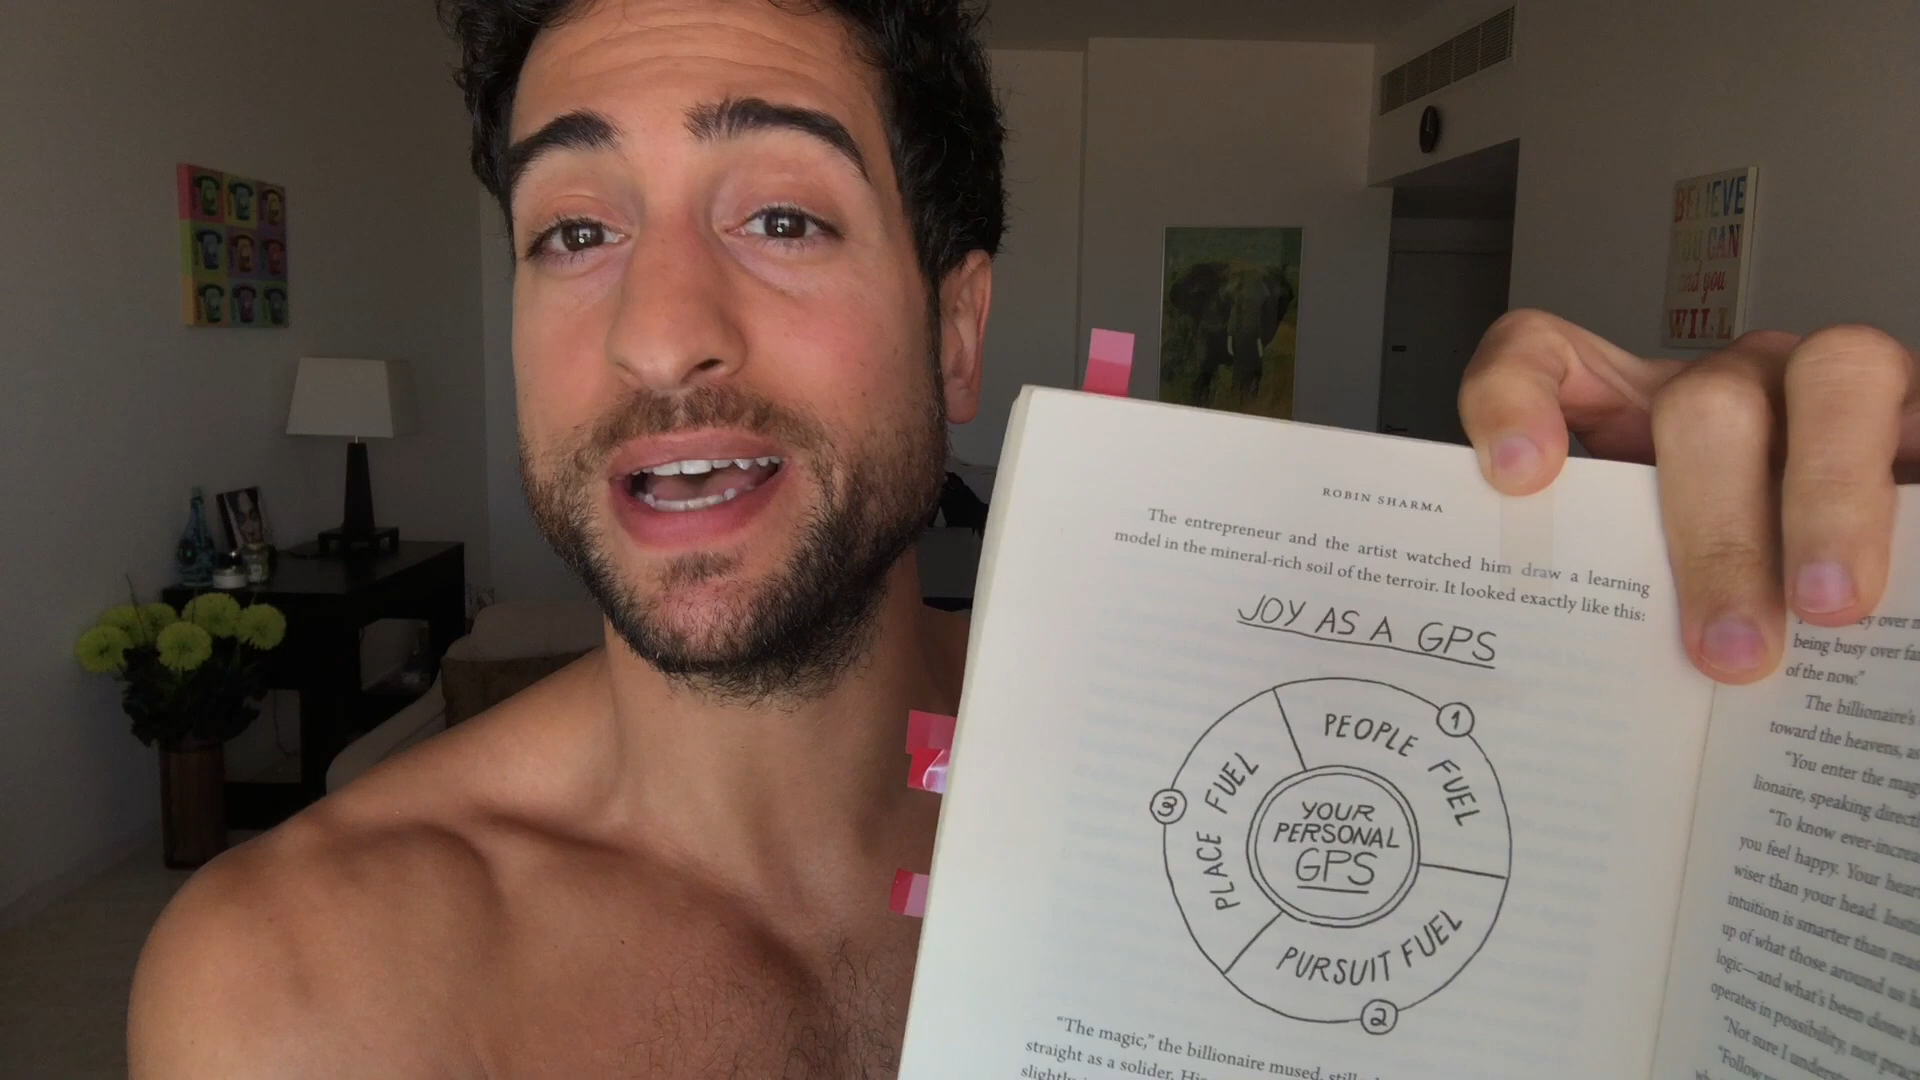 BELIEVE
YOU CAN
and you
WILL
ROBIN SHARMA
The entrepreneur and the artist watched him draw a learning
model in the mineral-rich soil of the terroir. It looked exactly like this:
JOY AS A GPS
1
PEOPLE FUEL
3
PLACE FUEL
YOUR
PERSONAL
GPS
PURSUIT FUEL
2
"The magic," the billionaire mused, still
straight as a solider.
slightly
over
being busy over
of the now."
The billionaire's
toward the heavens,
"You enter the
lionaire, speaking
"To know
you feel happy. Your
wiser than your head.
intuition is smarter than
up of what those around us
logic—and what's been done
operates in possibility, not
"Not sure I
"Follow